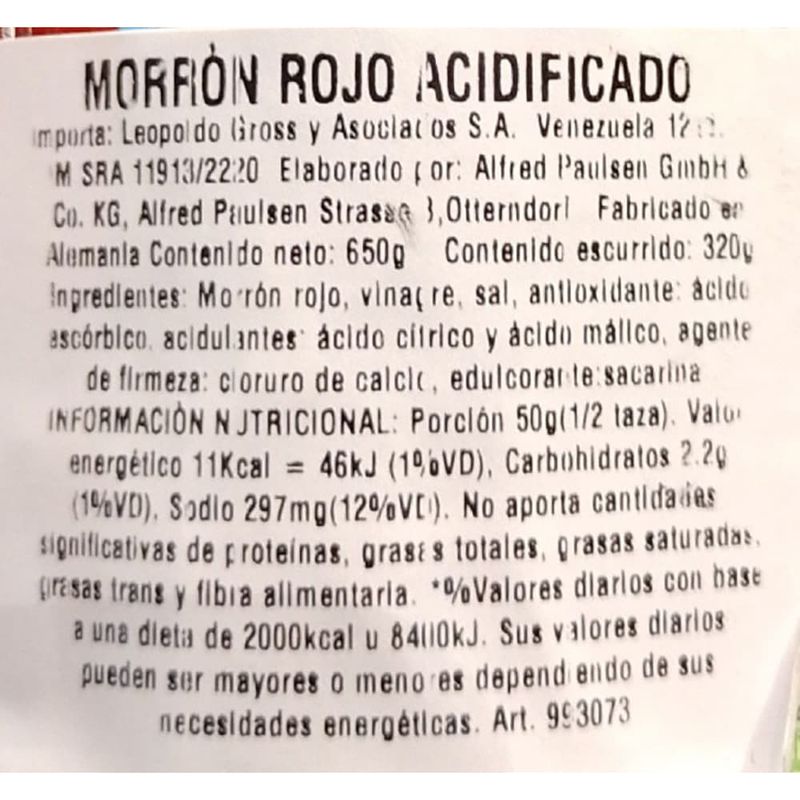 MORRÓN ROJO ACIDIFICADO
Importa: Leopoldo Gross y Asociados S.A. Venezuela
M SRA 11913/2220 Elaborado por: Alfred Paulsen GmbH &
Co. KG, Alfred Paulsen Strasse 3,Otterndorf Fabricado en
Alemania Contenido neto: 650g Contenido escurrido: 320g
Ingredientes: Morrón rojo, vinagre, sal, antioxidante: ácido
ascórbico, acidulantes: ácido cítrico y ácido málico, agente
de firmeza: cloruro de calcio, edulcorante:sacarina
INFORMACIÓN NUTRICIONAL: Porción 50g(1/2 taza). Valor
energético 11Kcal = 46kJ (1%VD), Carbohidratos 2.2g
(1%VD), Sodio 297mg(12%VD). No aporta cantidades
significativas de proteínas, grasas totales, grasas saturadas,
grasas trans y fibra alimentaria. *%Valores diarios con base
a una dieta de 2000kcal u 8400kJ. Sus valores diarios
pueden ser mayores o menores dependiendo de sus
necesidades energéticas. Art. 993073